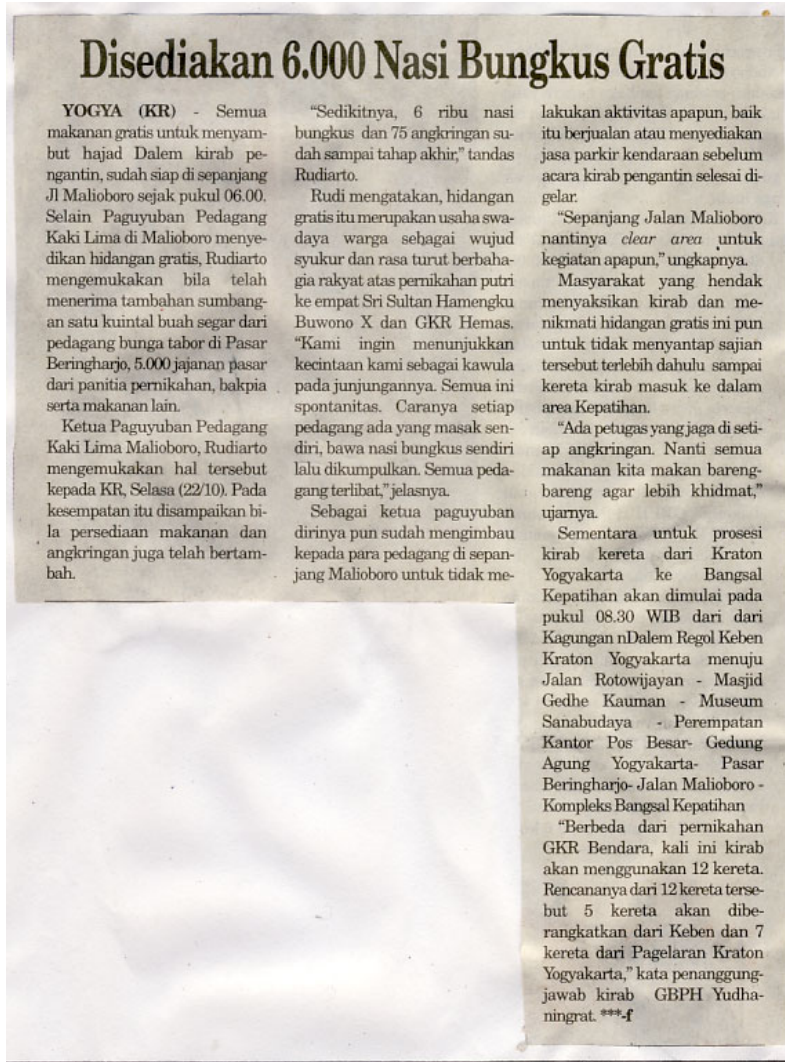 Disediakan 6.000 Nasi Bungkus Gratis
YOGYA (KR) - Semua
makanan gratis untuk menyam-
but hajad Dalem kirab pe-
ngantin, sudah siap di sepanjang
Jl Malioboro sejak pukul 06.00.
Selain Paguyuban Pedagang
Kaki Lima di Malioboro menye-
dikan hidangan gratis, Rudiarto
mengemukakan bila telah
menerima tambahan sumbang-
an satu kuintal buah segar dari
pedagang bunga tabor di Pasar
Beringharjo, 5.000 jajanan pasar
dari panitia pernikahan, bakpia
serta makanan lain.
Ketua Paguyuban Pedagang
Kaki Lima Malioboro, Rudiarto
mengemukakan hal tersebut
kepada KR, Selasa (22/10). Pada
kesempatan itu disampaikan bi-
la persediaan makanan dan
angkringan juga telah bertam-
bah.
“Sedikitnya, 6 ribu nasi
bungkus dan 75 angkringan su-
dah sampai tahap akhir,” tandas
Rudiarto.
Rudi mengatakan, hidangan
gratis itu merupakan usaha swa-
daya warga sebagai wujud
syukur dan rasa turut berbaha-
gia rakyat atas pernikahan putri
ke empat Sri Sultan Hamengku
Buwono X dan GKR Hemas.
“Kami ingin menunjukkan
kecintaan kami sebagai kawula
pada junjungannya. Semua ini
spontanitas. Caranya setiap
pedagang ada yang masak sen-
diri, bawa nasi bungkus sendiri
lalu dikumpulkan. Semua peda-
gang terlibat,” jelasnya.
Sebagai ketua paguyuban
dirinya pun sudah mengimbau
kepada para pedagang di sepan-
jang Malioboro untuk tidak me-
lakukan aktivitas apapun, baik
itu berjualan atau menyediakan
jasa parkir kendaraan sebelum
acara kirab pengantin selesai di-
gelar.
“Sepanjang Jalan Malioboro
nantinya clear area untuk
kegiatan apapun,” ungkapnya.
Masyarakat yang hendak
menyaksikan kirab dan me-
nikmati hidangan gratis ini pun
untuk tidak menyantap sajian
tersebut terlebih dahulu sampai
kereta kirab masuk ke dalam
area Kepatihan.
“Ada petugas yang jaga di seti-
ap angkringan. Nanti semua
makanan kita makan bareng-
bareng agar lebih khidmat,”
ujarnya.
Sementara untuk prosesi
kirab kereta dari Kraton
Yogyakarta ke Bangsal
Kepatihan akan dimulai pada
pukul 08.30 WIB dari dari
Kagungan nDalem Regol Keben
Kraton Yogyakarta menuju
Jalan Rotowijayan - Masjid
Gedhe Kauman - Museum
Sanabudaya - Perempatan
Kantor Pos Besar- Gedung
Agung Yogyakarta- Pasar
Beringharjo- Jalan Malioboro -
Kompleks Bangsal Kepatihan
“Berbeda dari pernikahan
GKR Bendara, kali ini kirab
akan menggunakan 12 kereta.
Rencananya dari 12 kereta terse-
but 5 kereta akan dibe-
rangkatkan dari Keben dan 7
kereta dari Pagelaran Kraton
Yogyakarta,” kata penanggung-
jawab kirab GBPH Yudha-
ningrat. ***-f